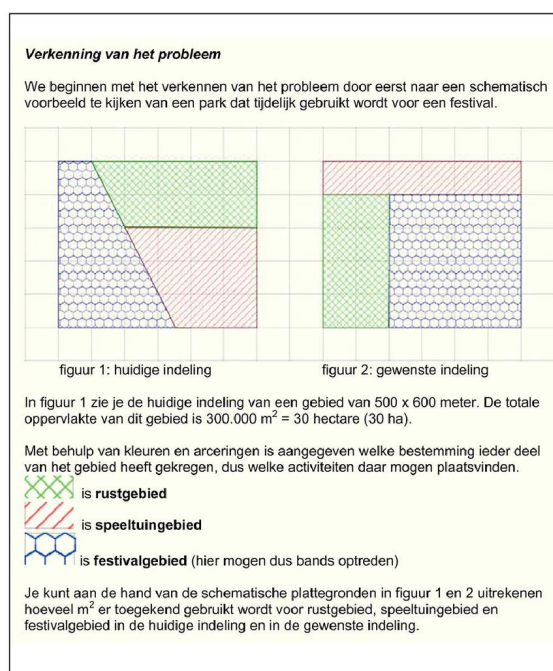 Verkenning van het probleem
We beginnen met het verkennen van het probleem door eerst naar een schematisch
voorbeeld te kijken van een park dat tijdelijk gebruikt wordt voor een festival.
figuur 1: huidige indeling
figuur 2: gewenste indeling
In figuur 1 zie je de huidige indeling van een gebied van 500 x 600 meter. De totale
oppervlakte van dit gebied is 300.000 m² = 30 hectare (30 ha).
Met behulp van kleuren en arceringen is aangegeven welke bestemming ieder deel
van het gebied heeft gekregen, dus welke activiteiten daar mogen plaatsvinden.
is rustgebied
is speeltuingebied
is festivalgebied (hier mogen dus bands optreden)
Je kunt aan de hand van de schematische plattegronden in figuur 1 en 2 uitrekenen
hoeveel m² er toegekend gebruikt wordt voor rustgebied, speeltuingebied en
festivalgebied in de huidige indeling en in de gewenste indeling.